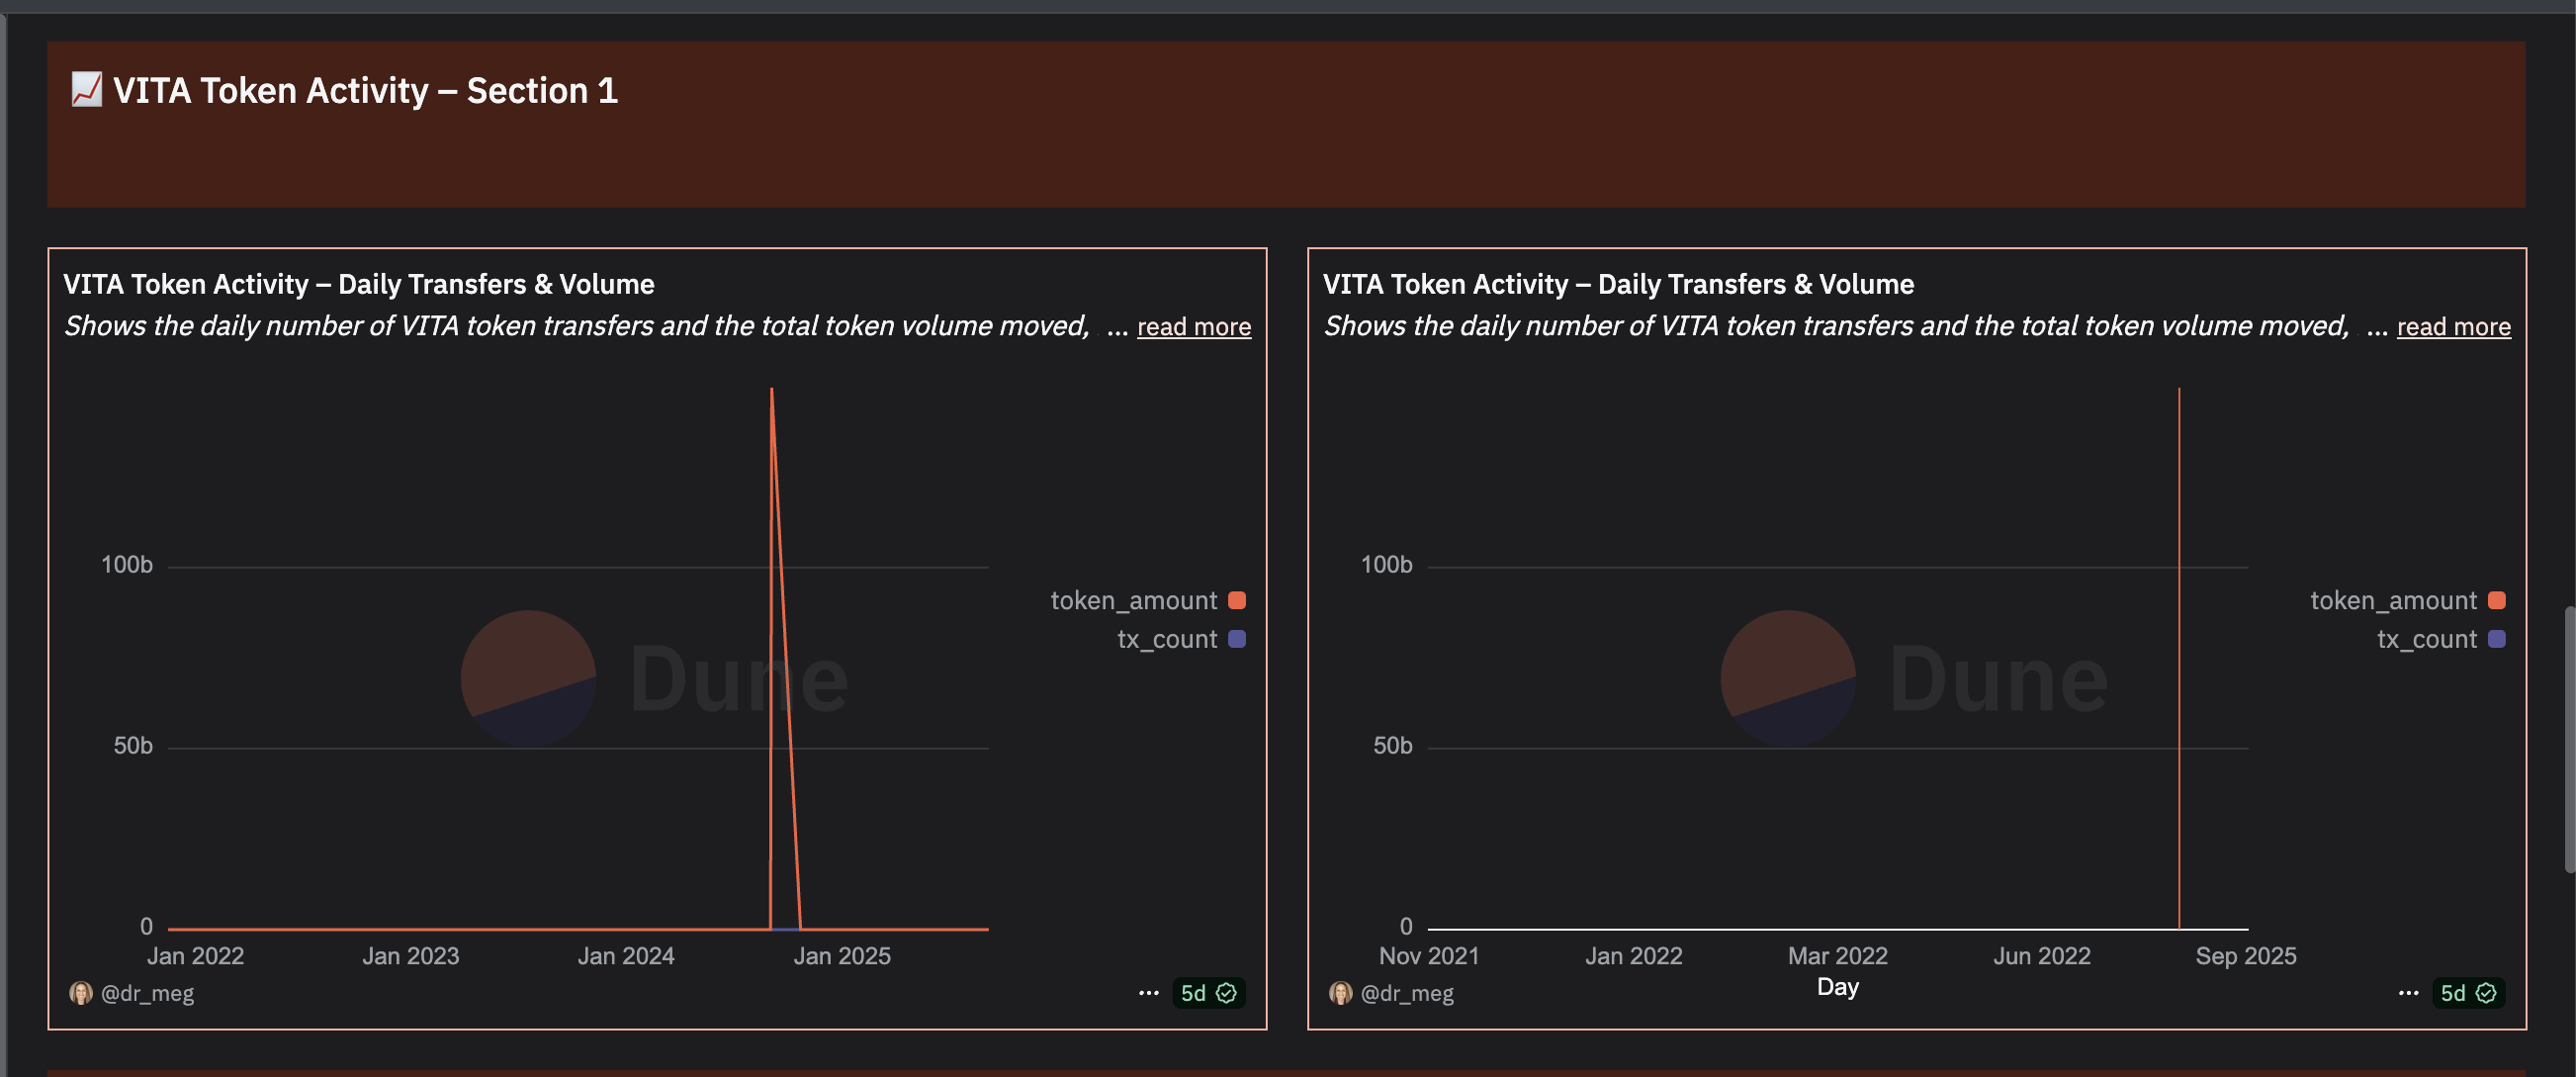 📈 VITA Token Activity – Section 1
VITA Token Activity – Daily Transfers & Volume
Shows the daily number of VITA token transfers and the total token volume moved, ... read more
100b
50b
0
Dune
token_amount
tx_count
Jan 2022 Jan 2023 Jan 2024 Jan 2025
@dr_meg
... 5d
VITA Token Activity – Daily Transfers & Volume
Shows the daily number of VITA token transfers and the total token volume moved, ... read more
100b
50b
0
Dune
token_amount
tx_count
Nov 2021 Jan 2022 Mar 2022 Jun 2022 Sep 2025
Day
@dr_meg
... 5d